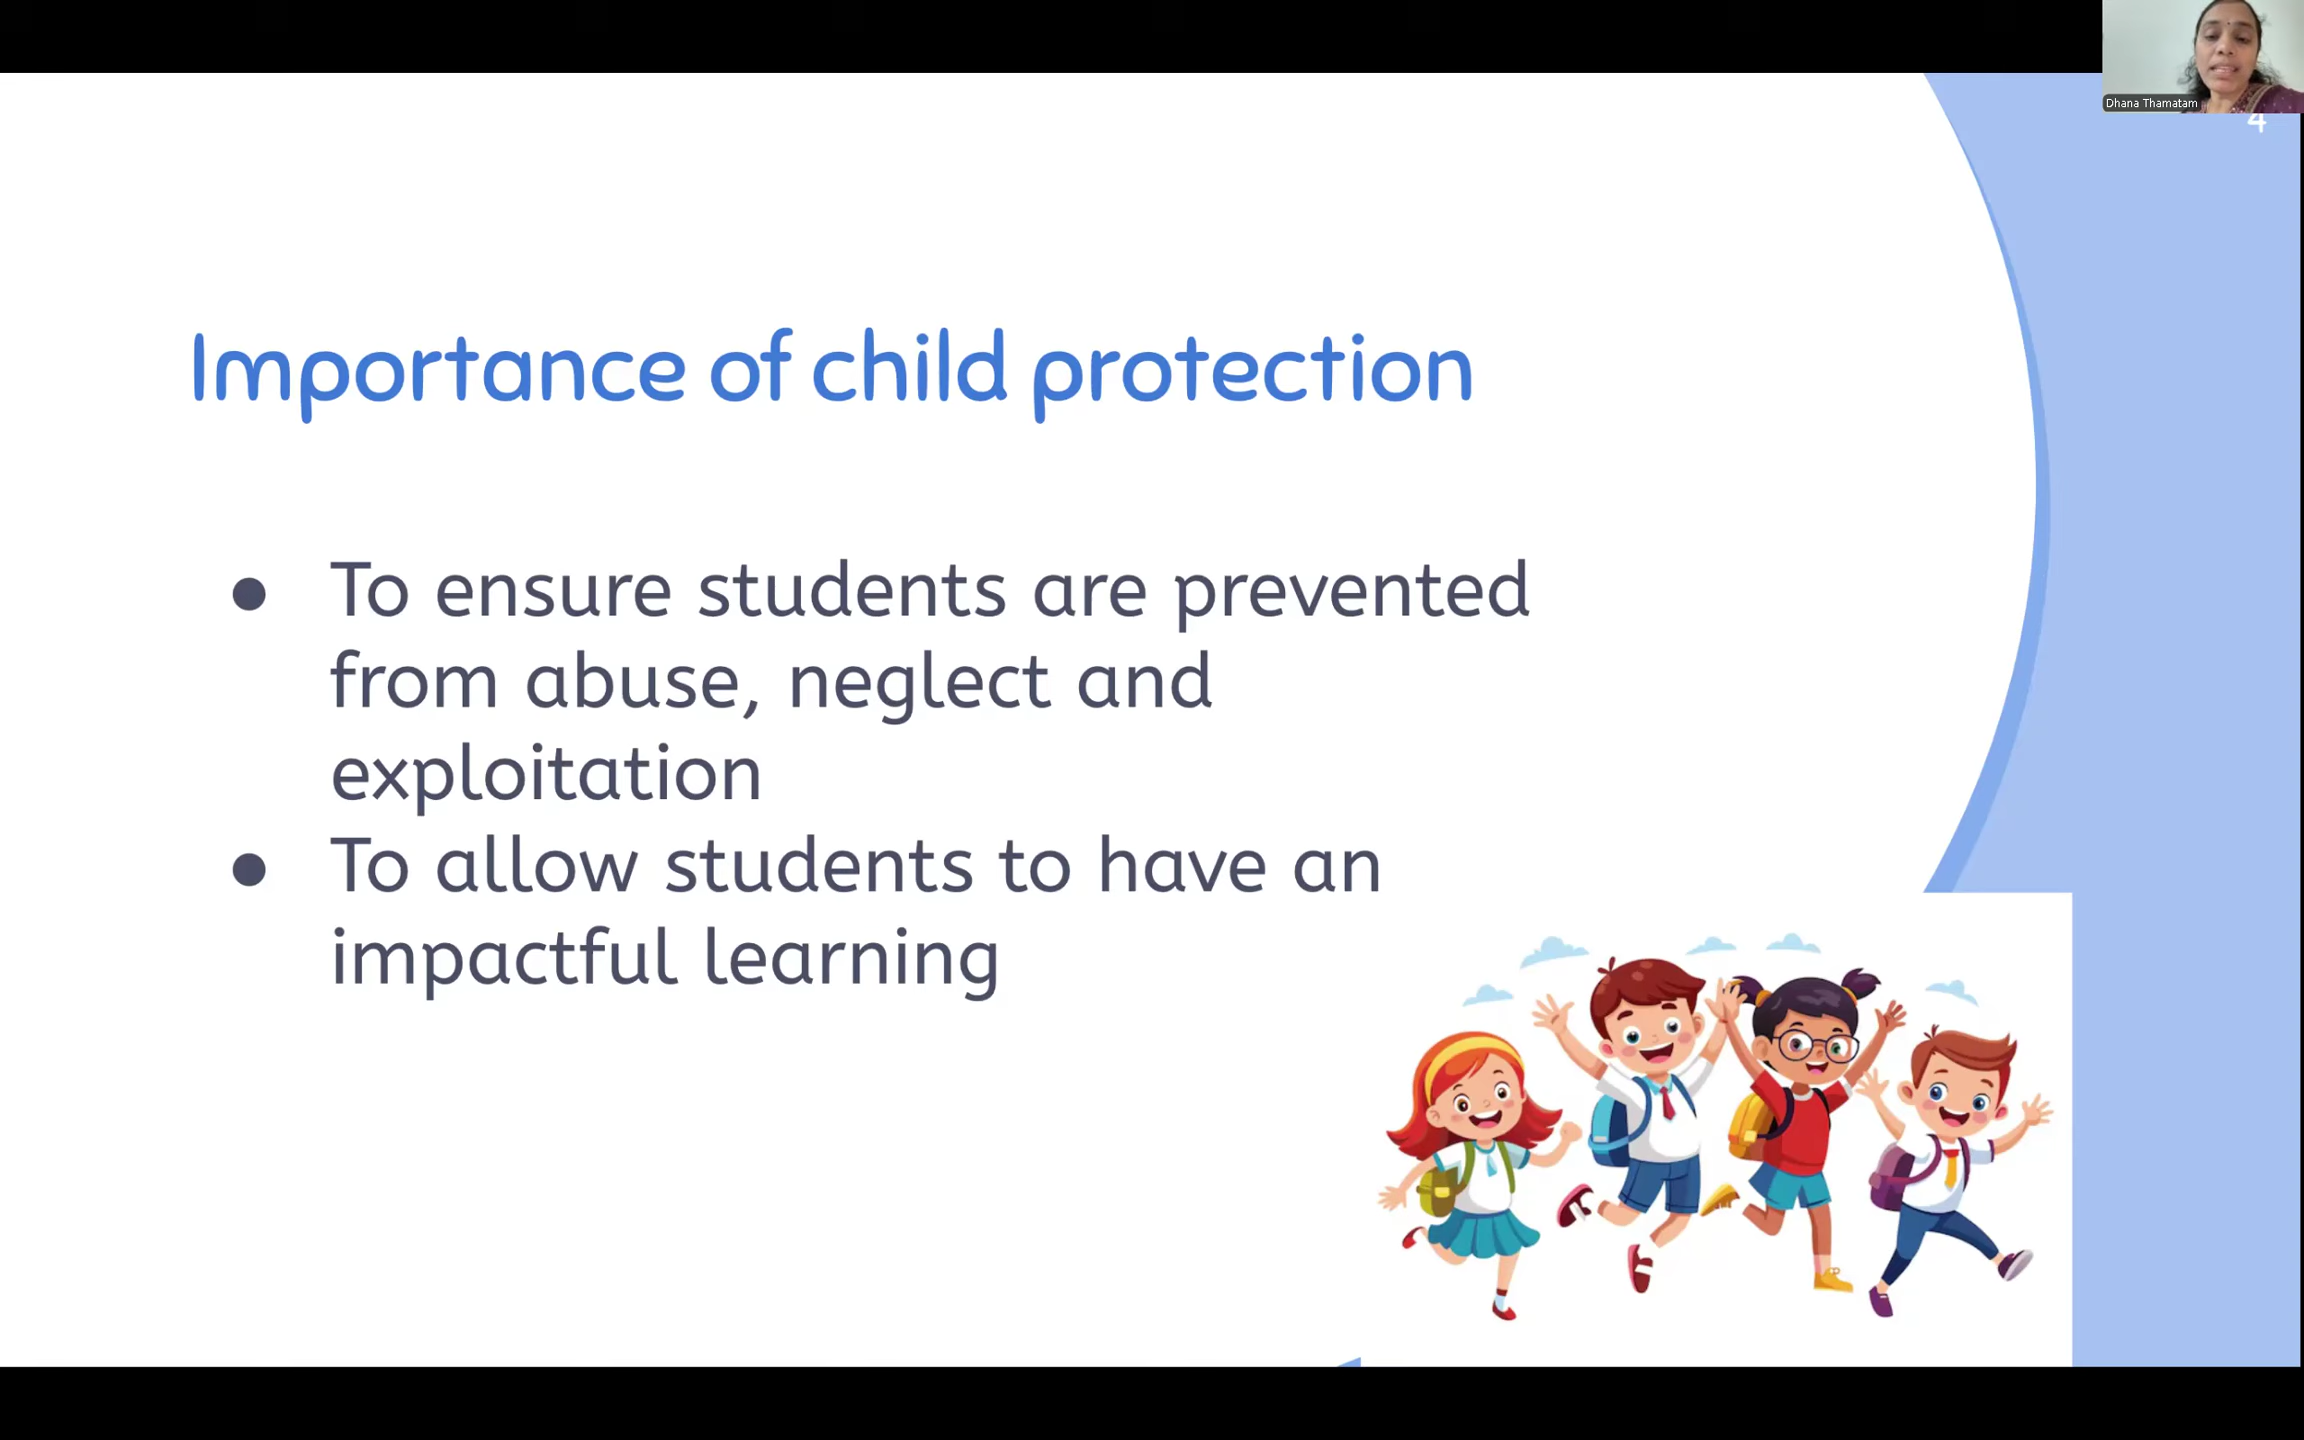 Dhana Thamatam
4
Importance of child protection
● To ensure students are prevented
from abuse, neglect and
exploitation
● To allow students to have an
impactful learning